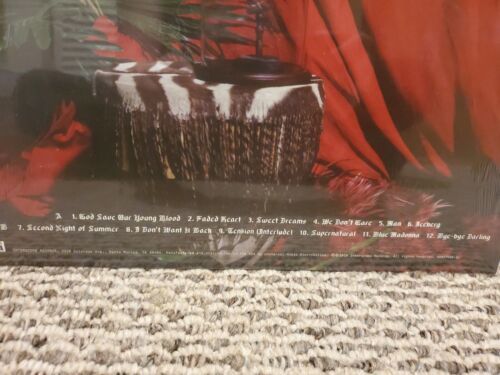 A 1. God Save Our Young Blood 2. Faded Heart 3. Sweet Dreams 4. We Don't Care 5. Man 6. Iceberg
B 7. Second Night of Summer 8. I Don't Want It Back 9. Tension (Interlude) 10. Supernatural 11. Blue Madonna 12. Bye-bye Darling